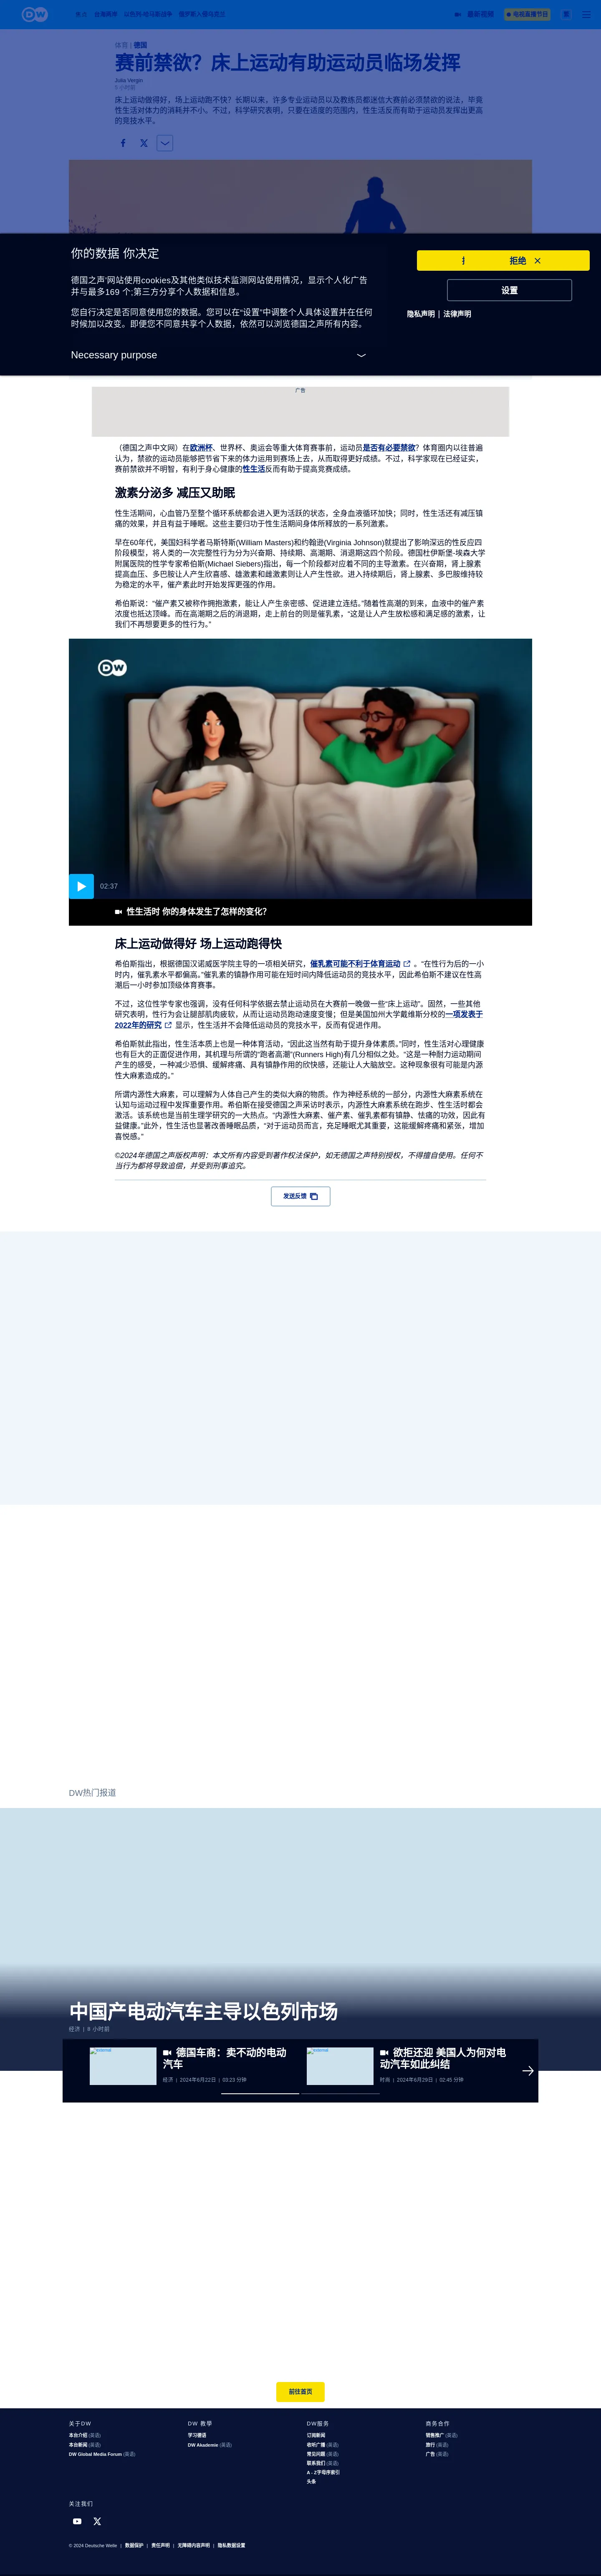 DW
焦点
台海两岸
以色列-哈马斯战争
俄罗斯入侵乌克兰
最新视频
电视直播节目
繁
体育 | 德国
赛前禁欲？床上运动有助运动员临场发挥
Julia Vergin
床上运动做得好，场上运动跑不快？长期以来，许多专业运动员以及教练员都迷信大赛前必须禁欲的说法，毕竟
性生活对体力的消耗并不小。不过，科学研究表明，只要在适度的范围内，性生活反而有助于运动员发挥出更高
的竞技水平。
你的数据 你决定
拒绝
德国之声'网站使用cookies及其他类似技术监测网站使用情况，显示个人化广告
并与最多169 个;第三方分享个人数据和信息。
设置
您自行决定是否同意使用您的数据。您可以在“设置”中调整个人具体设置并在任何
时候加以改变。即便您不同意共享个人数据，依然可以浏览德国之声所有内容。
隐私声明 | 法律声明
Necessary purpose
广告
（德国之声中文网）在欧洲杯、世界杯、奥运会等重大体育赛事前，运动员是否有必要禁欲？体育圈内以往普遍
认为，禁欲的运动员能够把节省下来的体力运用到赛场上去，从而取得更好成绩。不过，科学家现在已经证实，
赛前禁欲并不明智，有利于身心健康的性生活反而有助于提高竞赛成绩。
激素分泌多 减压又助眠
性生活期间，心血管乃至整个循环系统都会进入更为活跃的状态，全身血液循环加快；同时，性生活还有减压镇
痛的效果，并且有益于睡眠。这些主要归功于性生活期间身体所释放的一系列激素。
早在60年代，美国妇科学者马斯特斯(William Masters)和约翰逊(Virginia Johnson)就提出了影响深远的性反应四
阶段模型，将人类的一次完整性行为分为兴奋期、持续期、高潮期、消退期这四个阶段。德国杜伊斯堡-埃森大学
附属医院的性学专家希伯斯(Michael Siebers)指出，每一个阶段都对应着不同的主导激素。在兴奋期，肾上腺素
提高血压、多巴胺让人产生欣喜感、雄激素和雌激素则让人产生性欲。进入持续期后，肾上腺素、多巴胺维持较
为稳定的水平，催产素此时开始发挥更强的作用。
希伯斯说：“催产素又被称作拥抱激素，能让人产生亲密感、促进建立连结。”随着性高潮的到来，血液中的催产素
浓度也抵达顶峰。而在高潮期之后的消退期，走上前台的则是催乳素，“这是让人产生放松感和满足感的激素，让
我们不再想要更多的性行为。”
DW
02:37
性生活时 你的身体发生了怎样的变化？
床上运动做得好 场上运动跑得快
希伯斯指出，根据德国汉诺威医学院主导的一项相关研究，催乳素可能不利于体育运动 。“在性行为后的一小
时内，催乳素水平都偏高。”催乳素的镇静作用可能在短时间内降低运动员的竞技水平，因此希伯斯不建议在性高
潮后一小时参加顶级体育赛事。
不过，这位性学专家也强调，没有任何科学依据去禁止运动员在大赛前一晚做一些“床上运动”。固然，一些其他
研究表明，性行为会让腿部肌肉疲软，从而让运动员跑动速度变慢；但是美国加州大学戴维斯分校的一项发表于
2022年的研究 显示，性生活并不会降低运动员的竞技水平，反而有促进作用。
希伯斯就此指出，性生活本质上也是一种体育活动，“因此这当然有助于提升身体素质。”同时，性生活对心理健康
也有巨大的正面促进作用，其机理与所谓的“跑者高潮”(Runners High)有几分相似之处。“这是一种耐力运动期间
产生的感受，一种减少恐惧、缓解疼痛、具有镇静作用的欣快感，还能让人大脑放空。这种现象很有可能是内源
性大麻素造成的。”
所谓内源性大麻素，可以理解为人体自己产生的类似大麻的物质。作为神经系统的一部分，内源性大麻素系统在
认知与运动过程中发挥重要作用。希伯斯在接受德国之声采访时表示，内源性大麻素系统在跑步、性生活时都会
激活。该系统也是当前生理学研究的一大热点。“内源性大麻素、催产素、催乳素都有镇静、怯痛的功效，因此有
益健康。”此外，性生活也显著改善睡眠品质，“对于运动员而言，充足睡眠尤其重要，这能缓解疼痛和紧张，增加
喜悦感。”
©2024年德国之声版权声明：本文所有内容受到著作权法保护，如无德国之声特别授权，不得擅自使用。任何不
当行为都将导致追偿，并受到刑事追究。
发送反馈
DW热门报道
中国产电动汽车主导以色列市场
经济 | 9 小时前
德国车商：卖不动的电动
汽车
经济 | 2024年6月22日 | 03:23 分钟
欲拒还迎 美国人为何对电
动汽车如此纠结
时尚 | 2024年6月29日 | 02:45 分钟
前往首页
关于DW
本台介绍 (英语)
本台新闻 (英语)
DW Global Media Forum (英语)
DW 教學
学习德语
DW Akademie (英语)
DW服务
订阅新闻
收听广播 (英语)
常见问题 (英语)
联系我们 (英语)
A - Z字母序索引
头条
商务合作
销售推广 (英语)
旅行 (英语)
广告 (英语)
关注我们
© 2024 Deutsche Welle | 数据保护 | 责任声明 | 无障碍内容声明 | 隐私数据设置